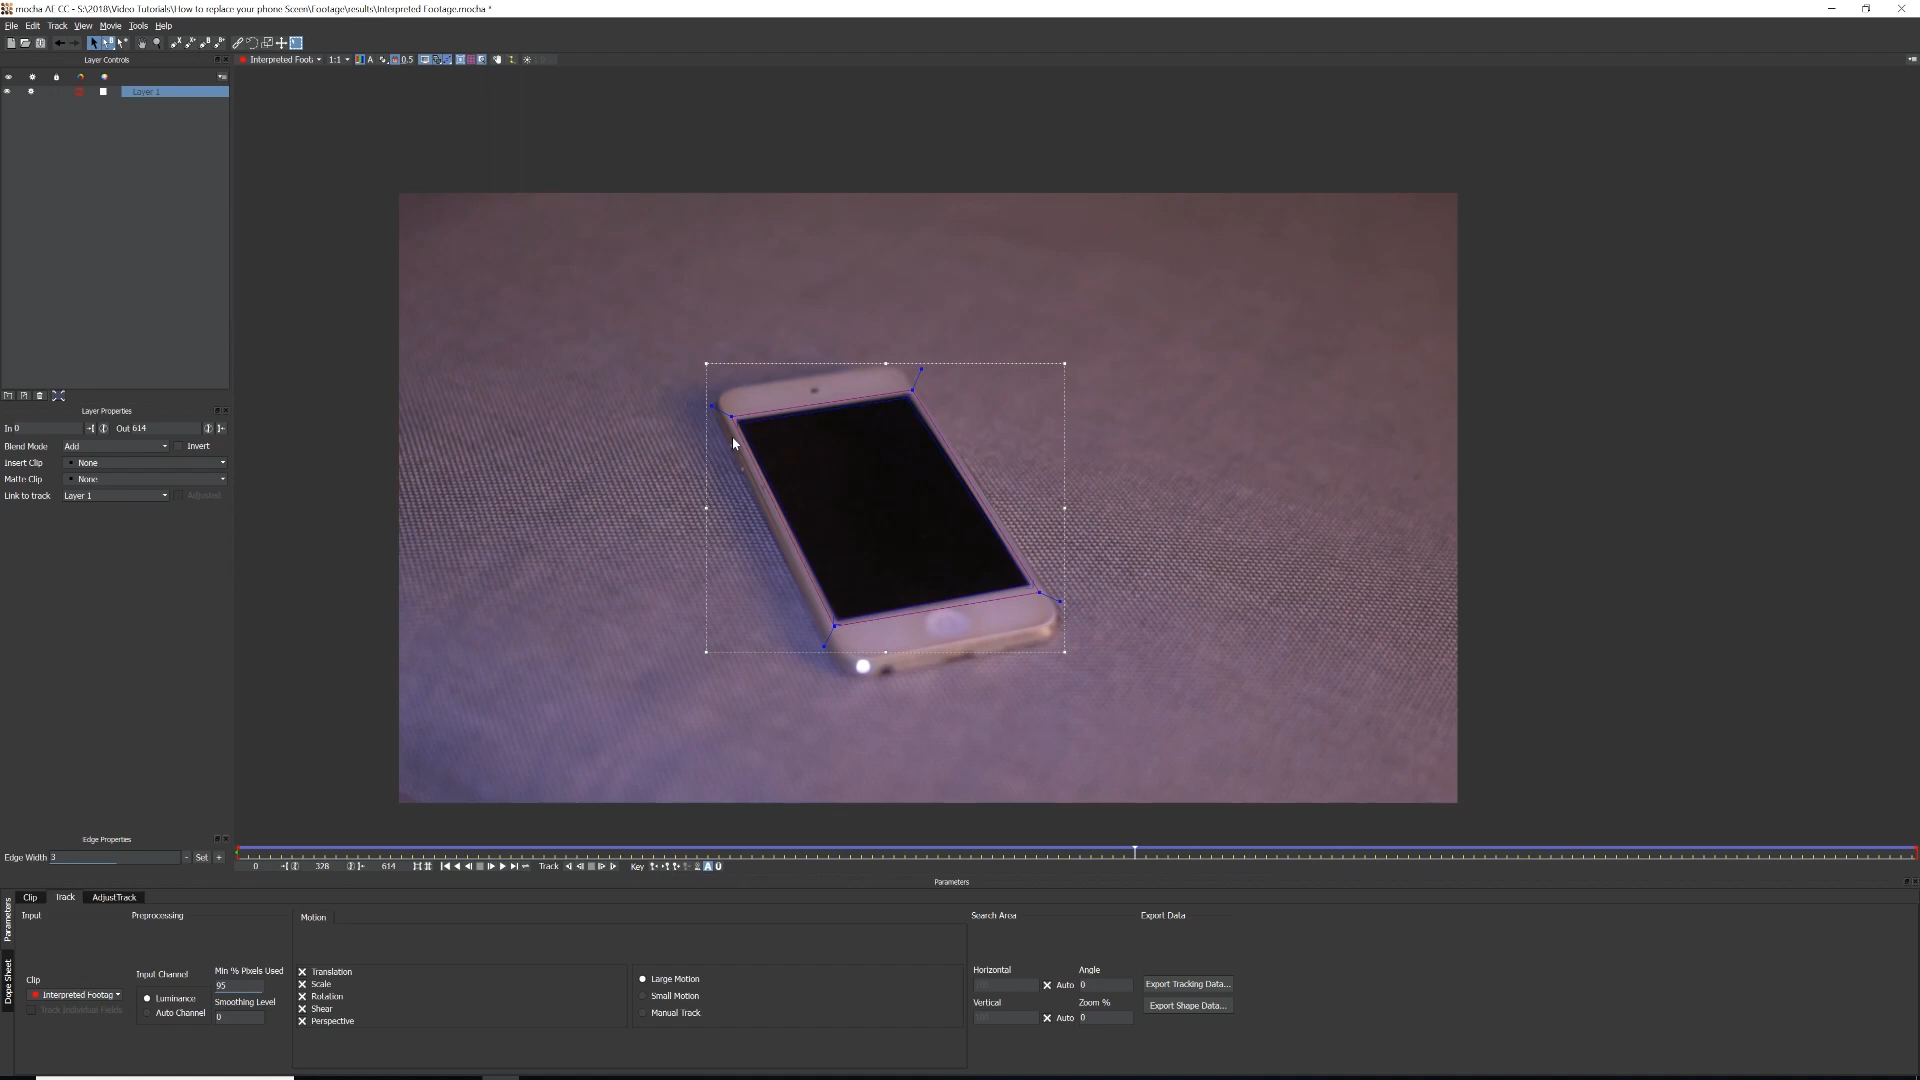 mocha AE CC - S:\2018\Video Tutorials\How to replace your phone Sceen\Footage\results\Interpreted Footage.mocha *
File Edit Track View Movie Tools Help
Layer Controls
Interpreted Foot 1:1 A 0.5
Layer 1
Layer Properties
In 0 Out 614
Blend Mode Add Invert
Insert Clip None
Matte Clip None
Link to track Layer 1 Adjusted
Edge Properties
Edge Width 3 - Set +
0 328 614 Track Key A Ü
Parameters
Clip Track AdjustTrack
Parameters
Dope Sheet
Input Preprocessing Motion Search Area Export Data
Clip
Interpreted Footag
Track Individual Fields
Input Channel
Luminance
Auto Channel
Min % Pixels Used
95
Smoothing Level
0
Translation
Scale
Rotation
Shear
Perspective
Large Motion
Small Motion
Manual Track
Horizontal Angle
100 Auto 0
Vertical Zoom %
100 Auto 0
Export Tracking Data...
Export Shape Data...